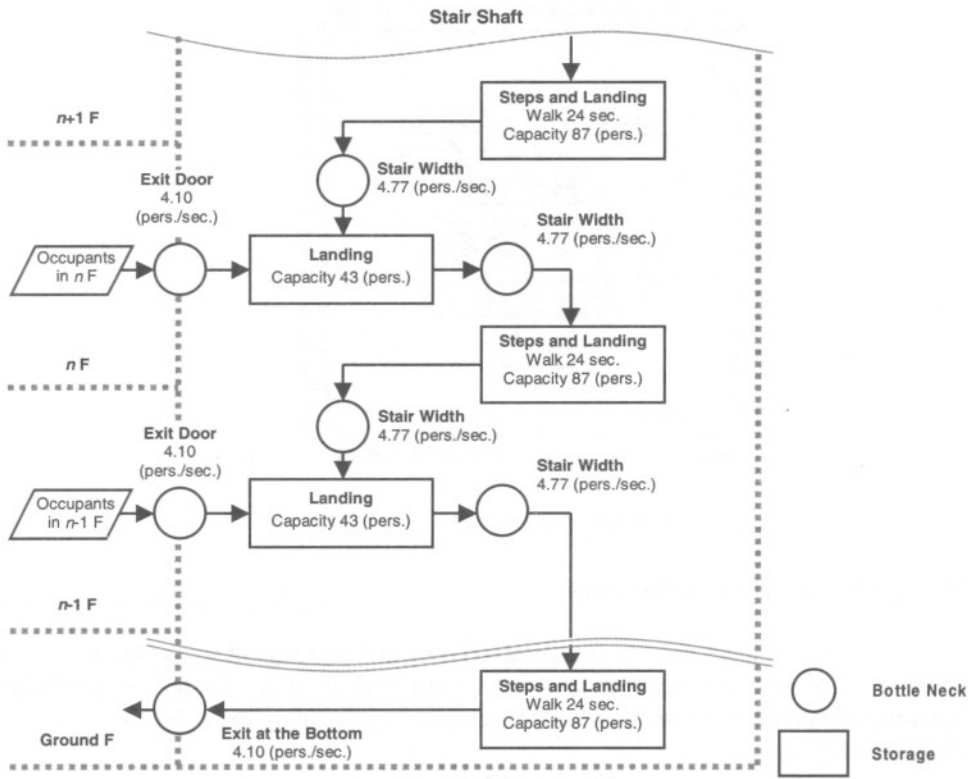 Stair Shaft
Steps and Landing
Walk 24 sec.
Capacity 87 (pers.)
n+1 F
Stair Width
4.77 (pers./sec.)
Exit Door
4.10
(pers./sec.)
Stair Width
4.77 (pers./sec.)
Occupants
in n F
Landing
Capacity 43 (pers.)
Steps and Landing
Walk 24 sec.
Capacity 87 (pers.)
n F
Stair Width
4.77 (pers./sec.)
Exit Door
4.10
(pers./sec.)
Stair Width
4.77 (pers./sec.)
Occupants
in n-1 F
Landing
Capacity 43 (pers.)
n-1 F
Steps and Landing
Walk 24 sec.
Capacity 87 (pers.)
Ground F
Exit at the Bottom
4.10 (pers./sec.)
Bottle Neck
Storage